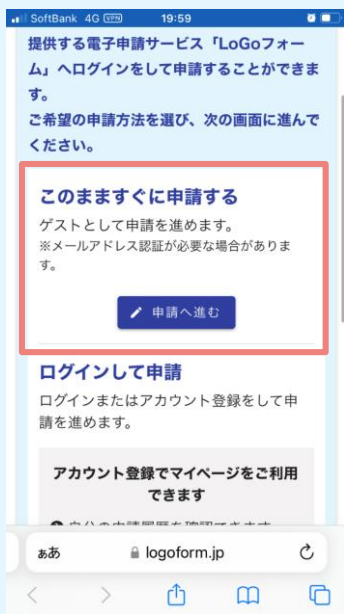 SoftBank 4G VPN 19:59
提供する電子申請サービス「LoGoフォー
ム」へログインをして申請することができま
す。
ご希望の申請方法を選び、次の画面に進んで
ください。
このまますぐに申請する
ゲストとして申請を進めます。
※メールアドレス認証が必要な場合がありま
す。
申請へ進む
ログインして申請
ログインまたはアカウント登録をして申
請を進めます。
アカウント登録でマイページをご利用
できます
ぁあ logoform.jp